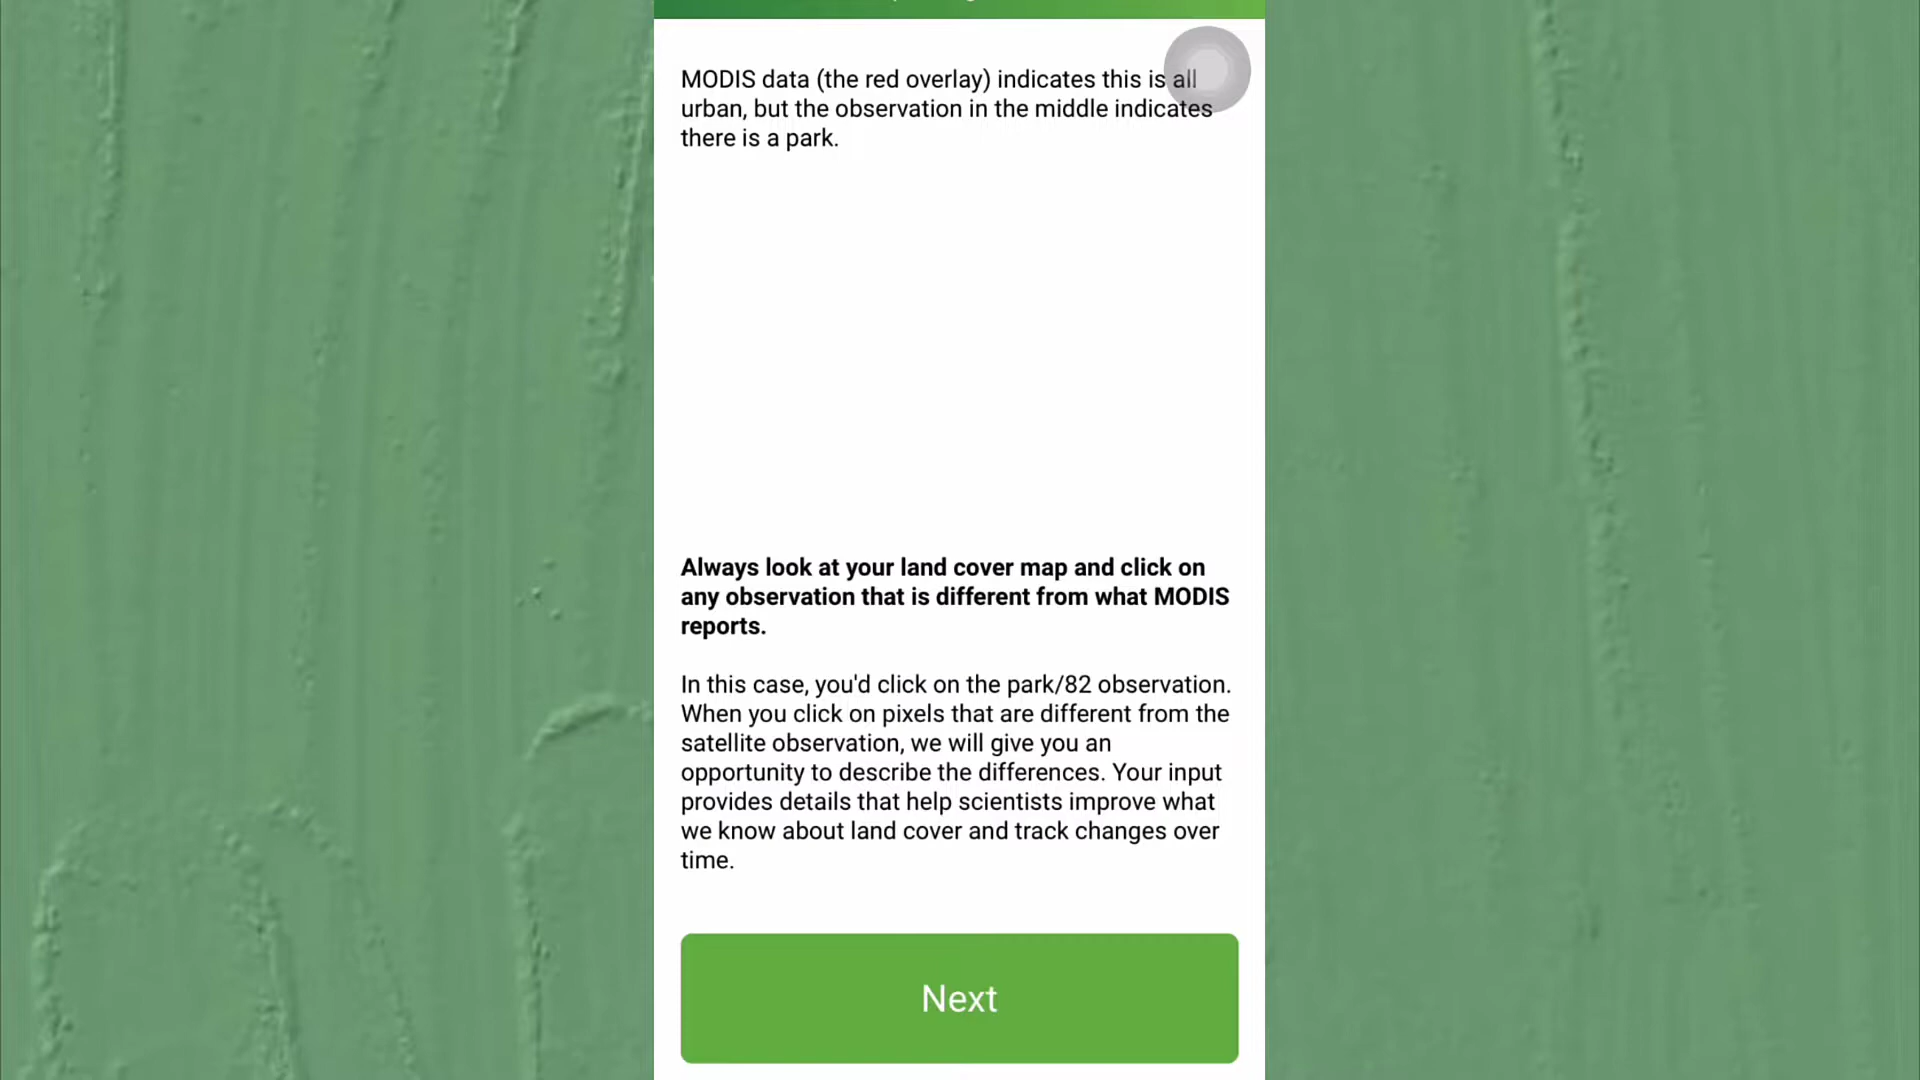 MODIS data (the red overlay) indicates this is all
urban, but the observation in the middle indicates
there is a park.
Always look at your land cover map and click on
any observation that is different from what MODIS
reports.
In this case, you'd click on the park/82 observation.
When you click on pixels that are different from the
satellite observation, we will give you an
opportunity to describe the differences. Your input
provides details that help scientists improve what
we know about land cover and track changes over
time.
Next